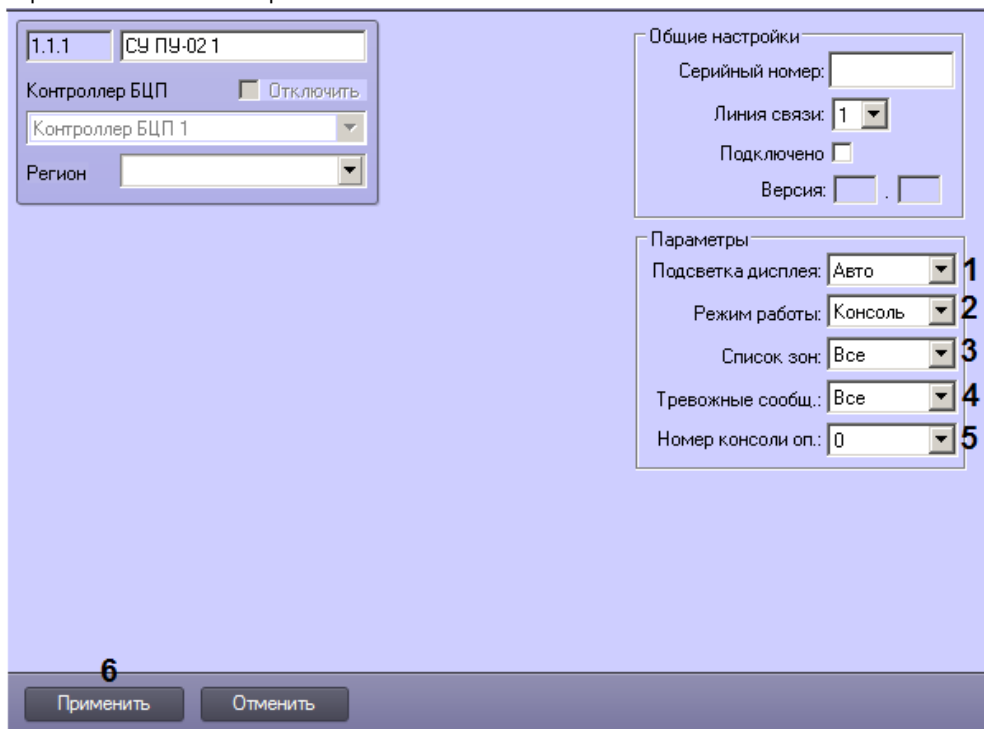 1.1.1 СУ ПУ-02 1
Контроллер БЦП Отключить
Контроллер БЦП 1
Регион
Общие настройки
Серийный номер:
Линия связи: 1
Подключено
Версия: .
Параметры
Подсветка дисплея: Авто 1
Режим работы: Консоль 2
Список зон: Все 3
Тревожные сообщ.: Все 4
Номер консоли оп.: 0 5
6
Применить Отменить